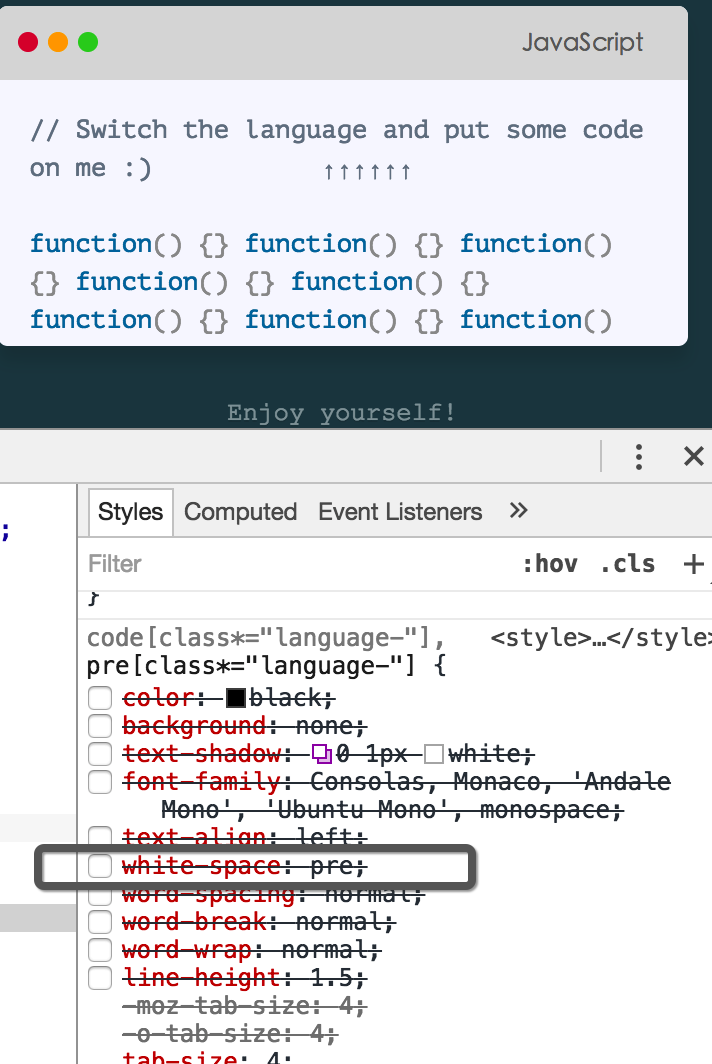 JavaScript
// Switch the language and put some code
on me :) ↑↑↑↑↑↑
function() {} function() {} function()
{} function() {} function() {}
function() {} function() {} function()
Enjoy yourself!
;
Styles Computed Event Listeners »
Filter :hov .cls +
}
code[class*="language-"], <style>…</style>
pre[class*="language-"] {
color: black;
background: none;
text-shadow: 0 1px white;
font-family: Consolas, Monaco, 'Andale
Mono', 'Ubuntu Mono', monospace;
text-align: left;
white-space: pre;
word-spacing: normal;
word-break: normal;
word-wrap: normal;
line-height: 1.5;
-moz-tab-size: 4;
-o-tab-size: 4;
tab-size: 4;